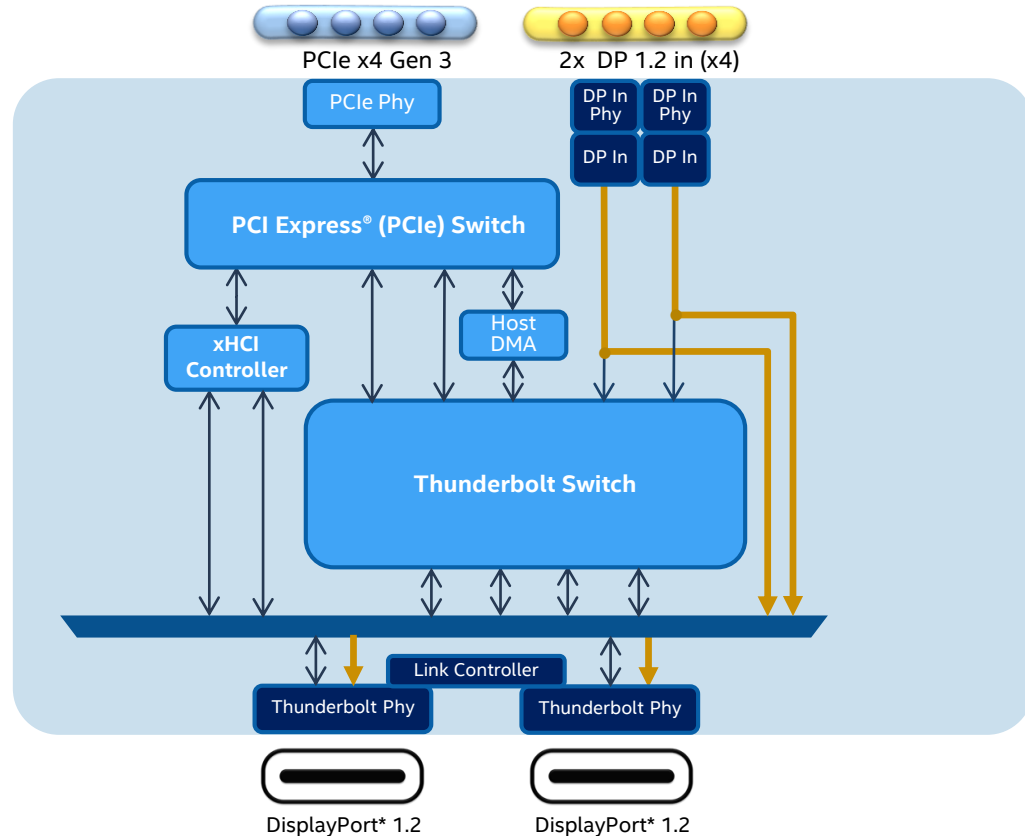 PCIe x4 Gen 3
2x DP 1.2 in (x4)
PCIe Phy
DP In
Phy
DP In
Phy
DP In
DP In
PCI Express® (PCIe) Switch
xHCI
Controller
Host
DMA
Thunderbolt Switch
Link Controller
Thunderbolt Phy
Thunderbolt Phy
DisplayPort* 1.2
DisplayPort* 1.2